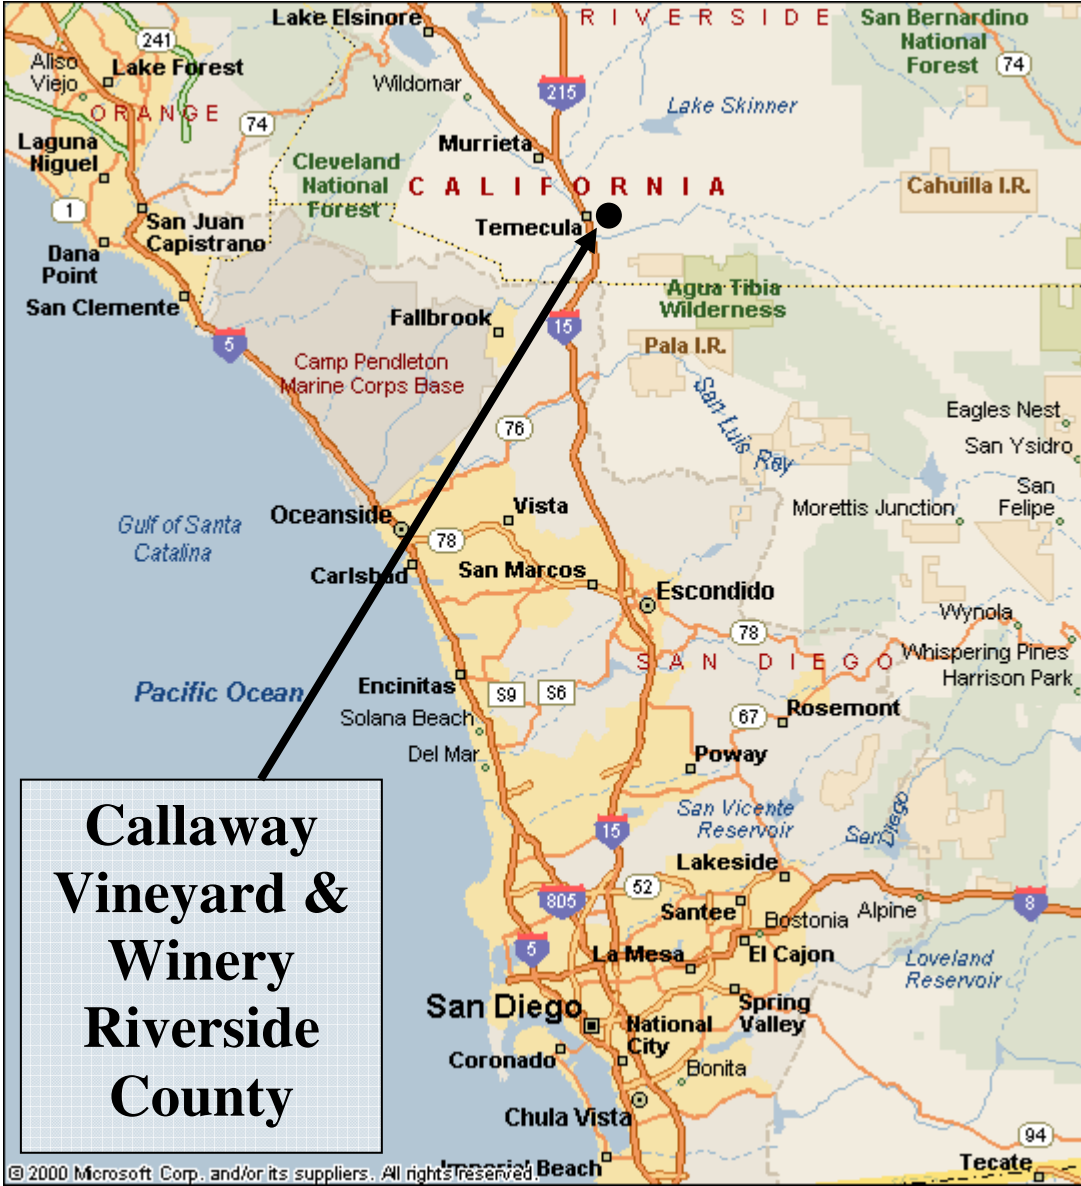 Lake Elsinore
RIVERSIDE
San Bernardino
National
Forest
241
74
Aliso
Viejo
Lake Forest
Wildomar
215
Lake Skinner
ORANGE
74
Laguna
Niguel
Murrieta
Cleveland
National
Forest
CALIFORNIA
Cahuilla I.R.
1
San Juan
Capistrano
Temecula
Dana
Point
San Clemente
Agua Tibia
Wilderness
Fallbrook
15
5
Pala I.R.
Camp Pendleton
Marine Corps Base
San Luis Rey
76
Eagles Nest
San Ysidro
San
Felipe
Morettis Junction
Oceanside
Vista
Gulf of Santa
Catalina
78
Carlsbad
San Marcos
Escondido
Wynola
78
SAN DIEGO
Whispering Pines
Harrison Park
Encinitas
Pacific Ocean
S9
S6
Solana Beach
67
Rosemont
Del Mar
Poway
Callaway
Vineyard &
Winery
Riverside
County
San Vicente
Reservoir
San Diego
15
Lakeside
52
805
Santee
Bostonia
Alpine
8
5
La Mesa
El Cajon
Loveland
Reservoir
San Diego
Spring
Valley
National
City
Coronado
Bonita
Chula Vista
94
Imperial Beach
Tecate
© 2000 Microsoft Corp. and/or its suppliers. All rights reserved.